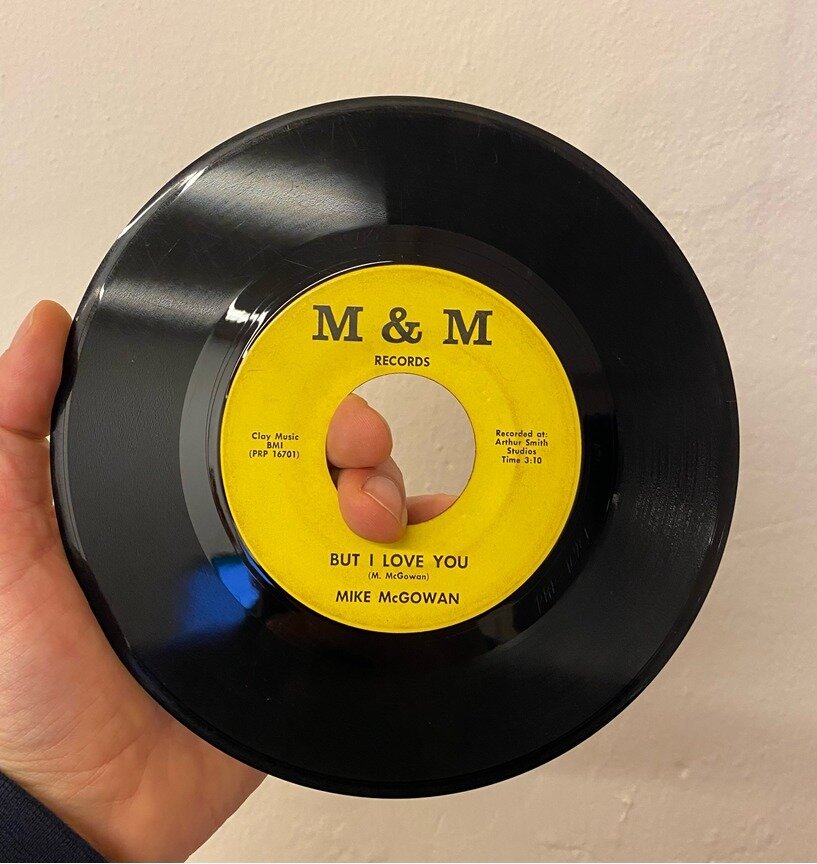 M & M
RECORDS
Clay Music
BMI
(PRP 16701)
Recorded at:
Arthur Smith
Studios
Time 3:10
BUT I LOVE YOU
(M. McGowan)
MIKE McGOWAN